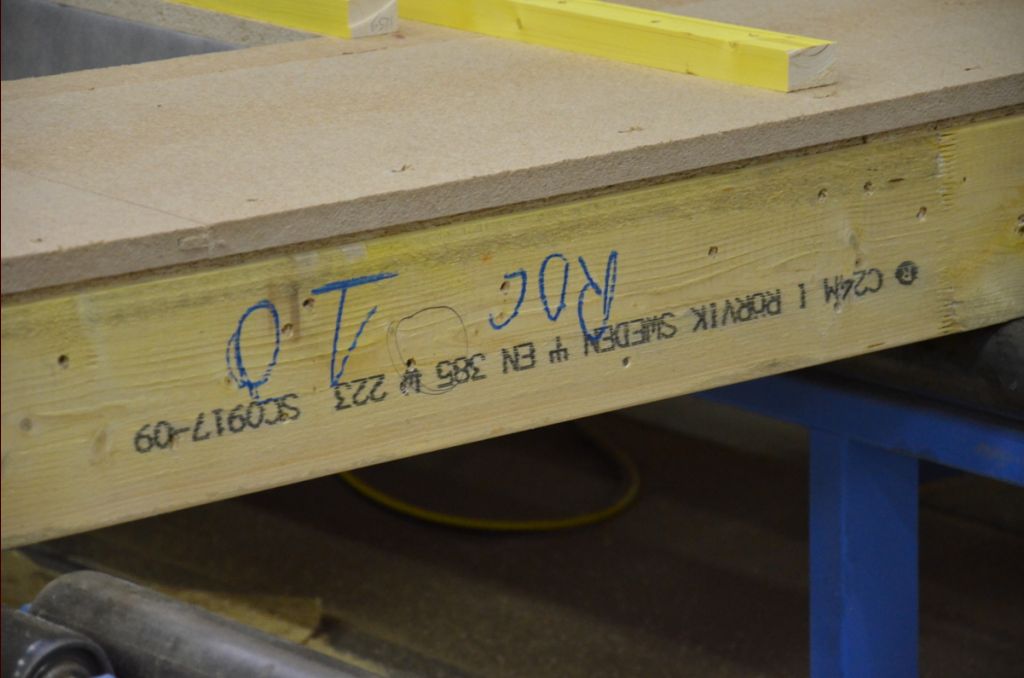 Roc 10
® C24M I RÖRVIK SWEDEN Ψ EN 385 Ψ 223 SC0917-09